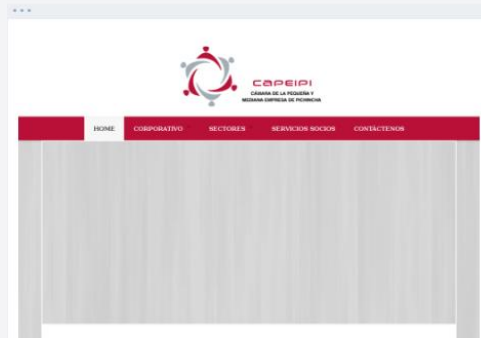 CAPEIPI
CÁMARA DE LA PEQUEÑA Y
MEDIANA EMPRESA DE PICHINCHA
HOME CORPORATIVO SECTORES SERVICIOS SOCIOS CONTÁCTENOS